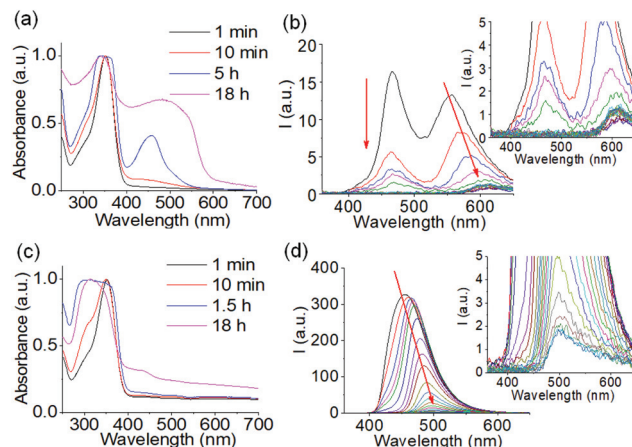 (a)
1 min
10 min
5 h
18 h
Absorbance (a.u.)
1.0
0.5
0.0
300 400 500 600 700
Wavelength (nm)
(b)
I (a.u.)
20
15
10
5
0
400 450 500 550 600
Wavelength (nm)
I (a.u.)
5
4
3
2
1
0
400 500 600
Wavelength (nm)
(c)
1 min
10 min
1.5 h
18 h
Absorbance (a.u.)
1.0
0.5
0.0
300 400 500 600 700
Wavelength (nm)
(d)
I (a.u.)
400
300
200
100
0
400 450 500 550 600
Wavelength (nm)
I (a.u.)
5
4
3
2
1
0
400 500 600
Wavelength (nm)